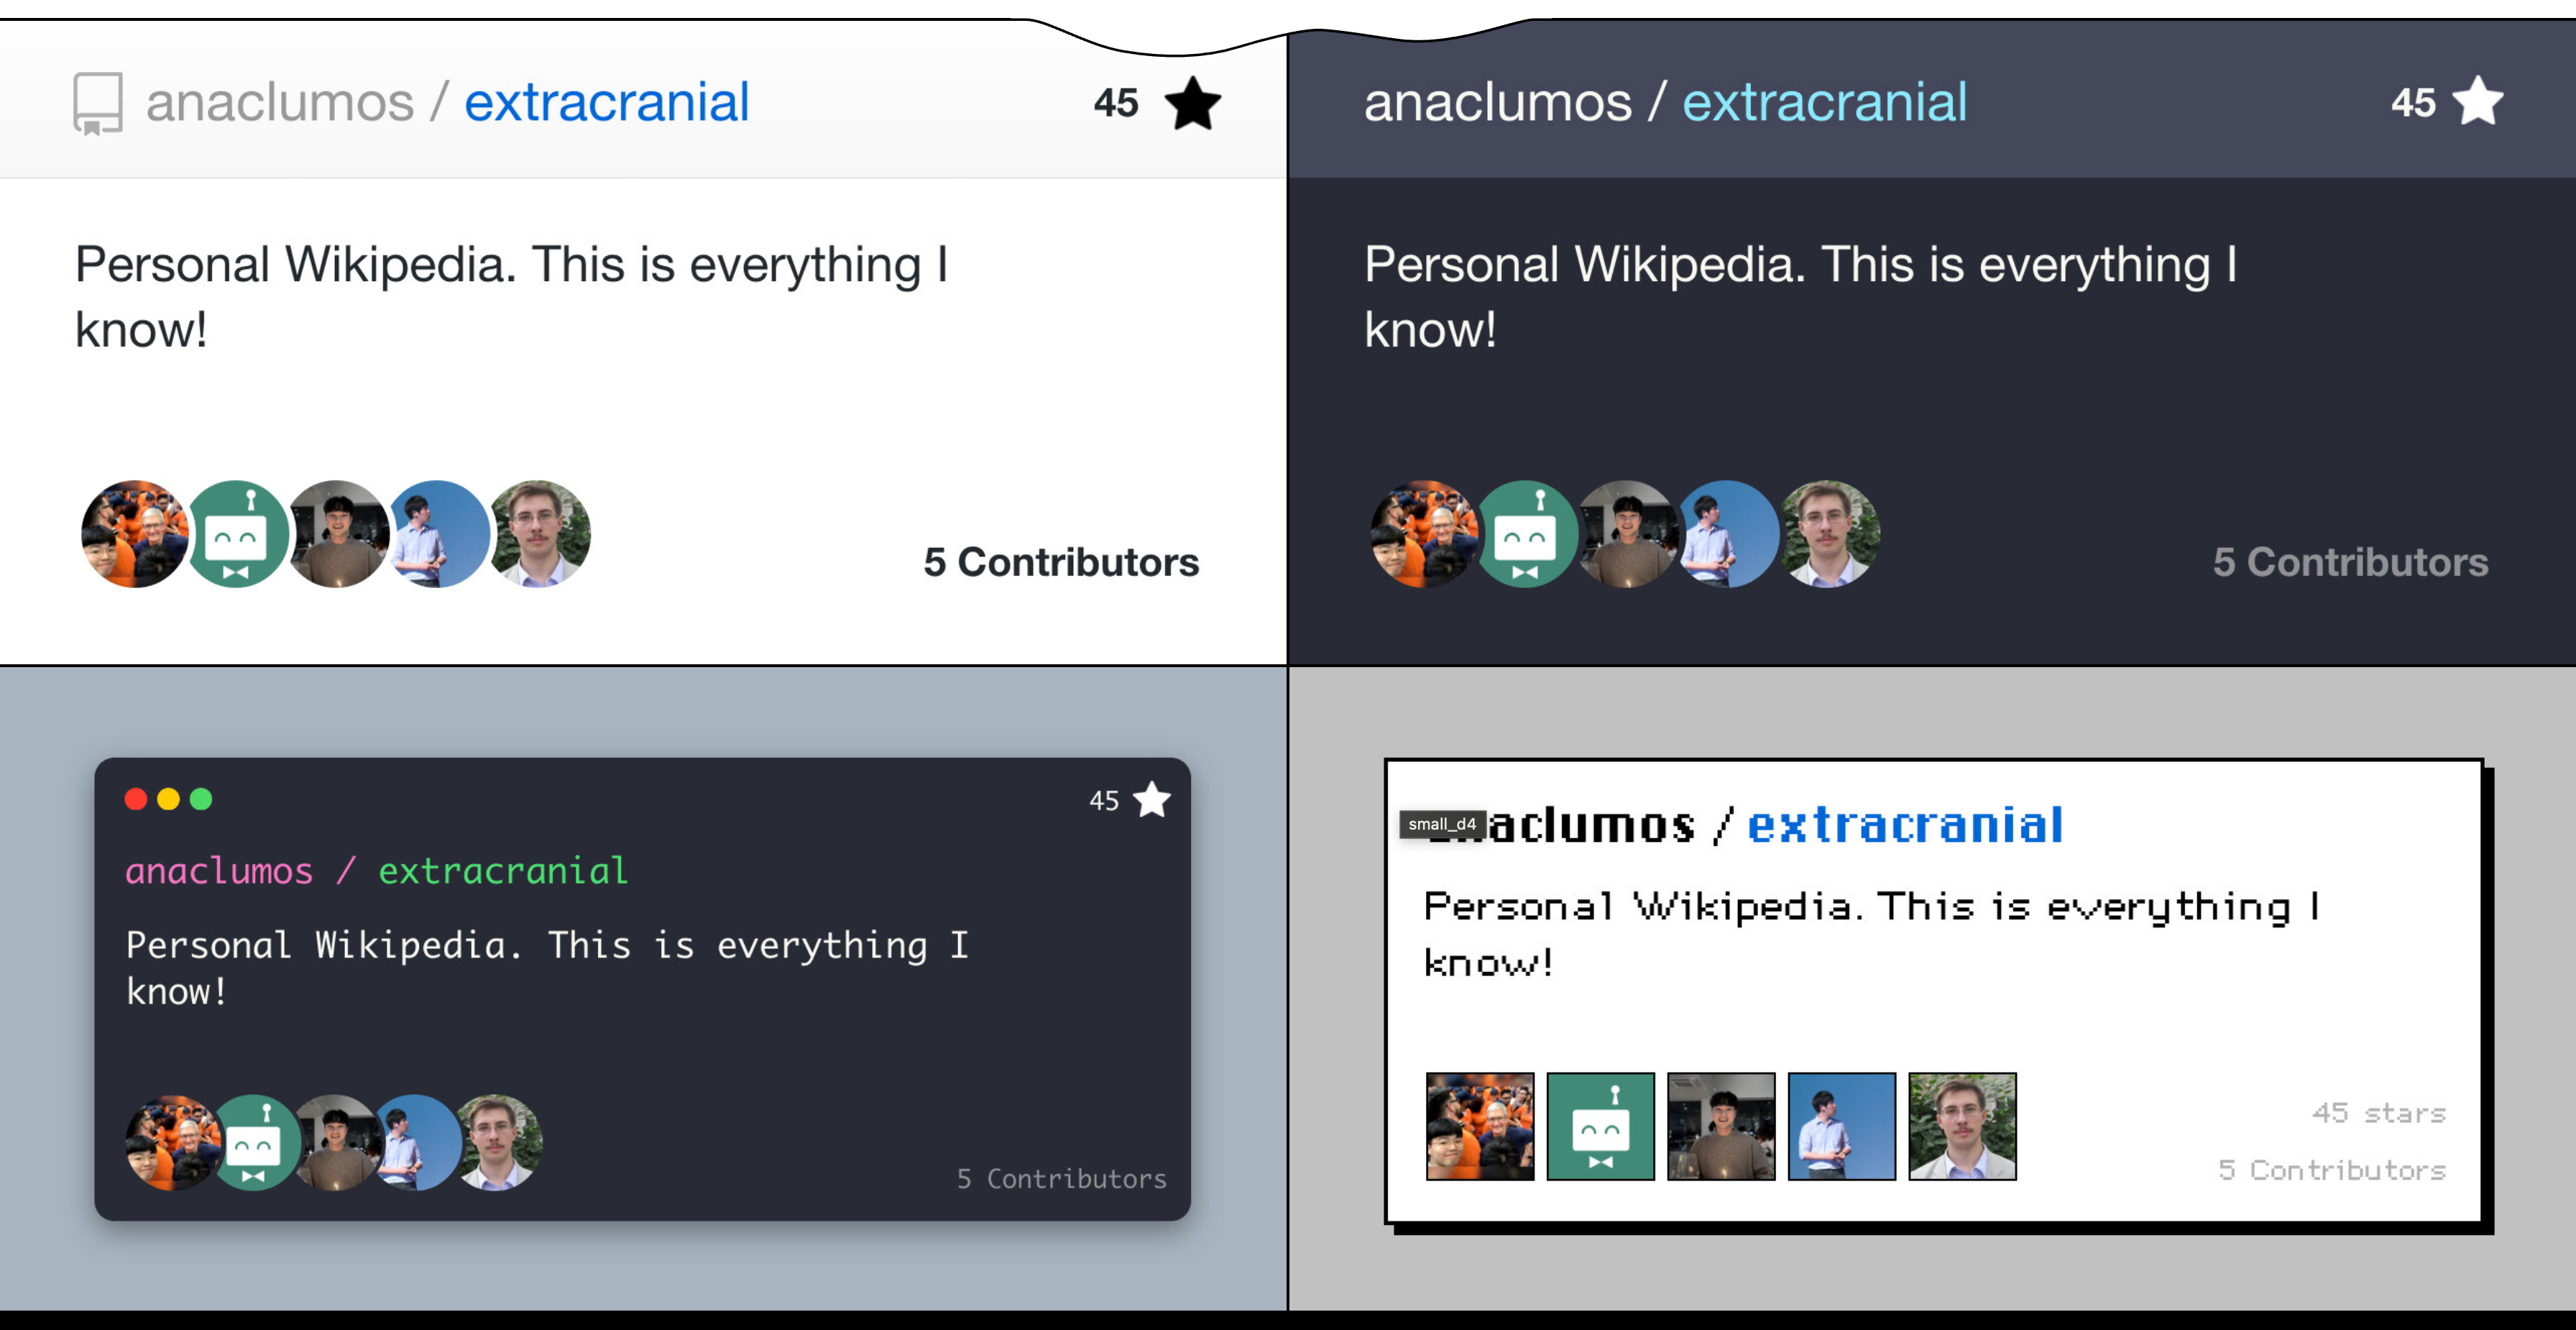 anaclumos / extracranial
45
Personal Wikipedia. This is everything I
know!
5 Contributors
anaclumos / extracranial
45
Personal Wikipedia. This is everything I
know!
5 Contributors
45
anaclumos / extracranial
Personal Wikipedia. This is everything I
know!
5 Contributors
small_d4
aclumos / extracranial
Personal Wikipedia. This is everything I
know!
45 stars
5 Contributors